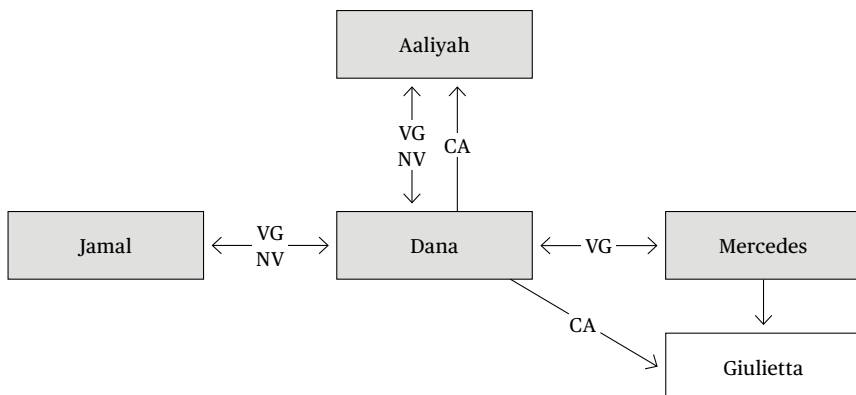 Aaliyah
VG
NV
CA
Jamal
VG
NV
Dana
VG
Mercedes
CA
Giulietta